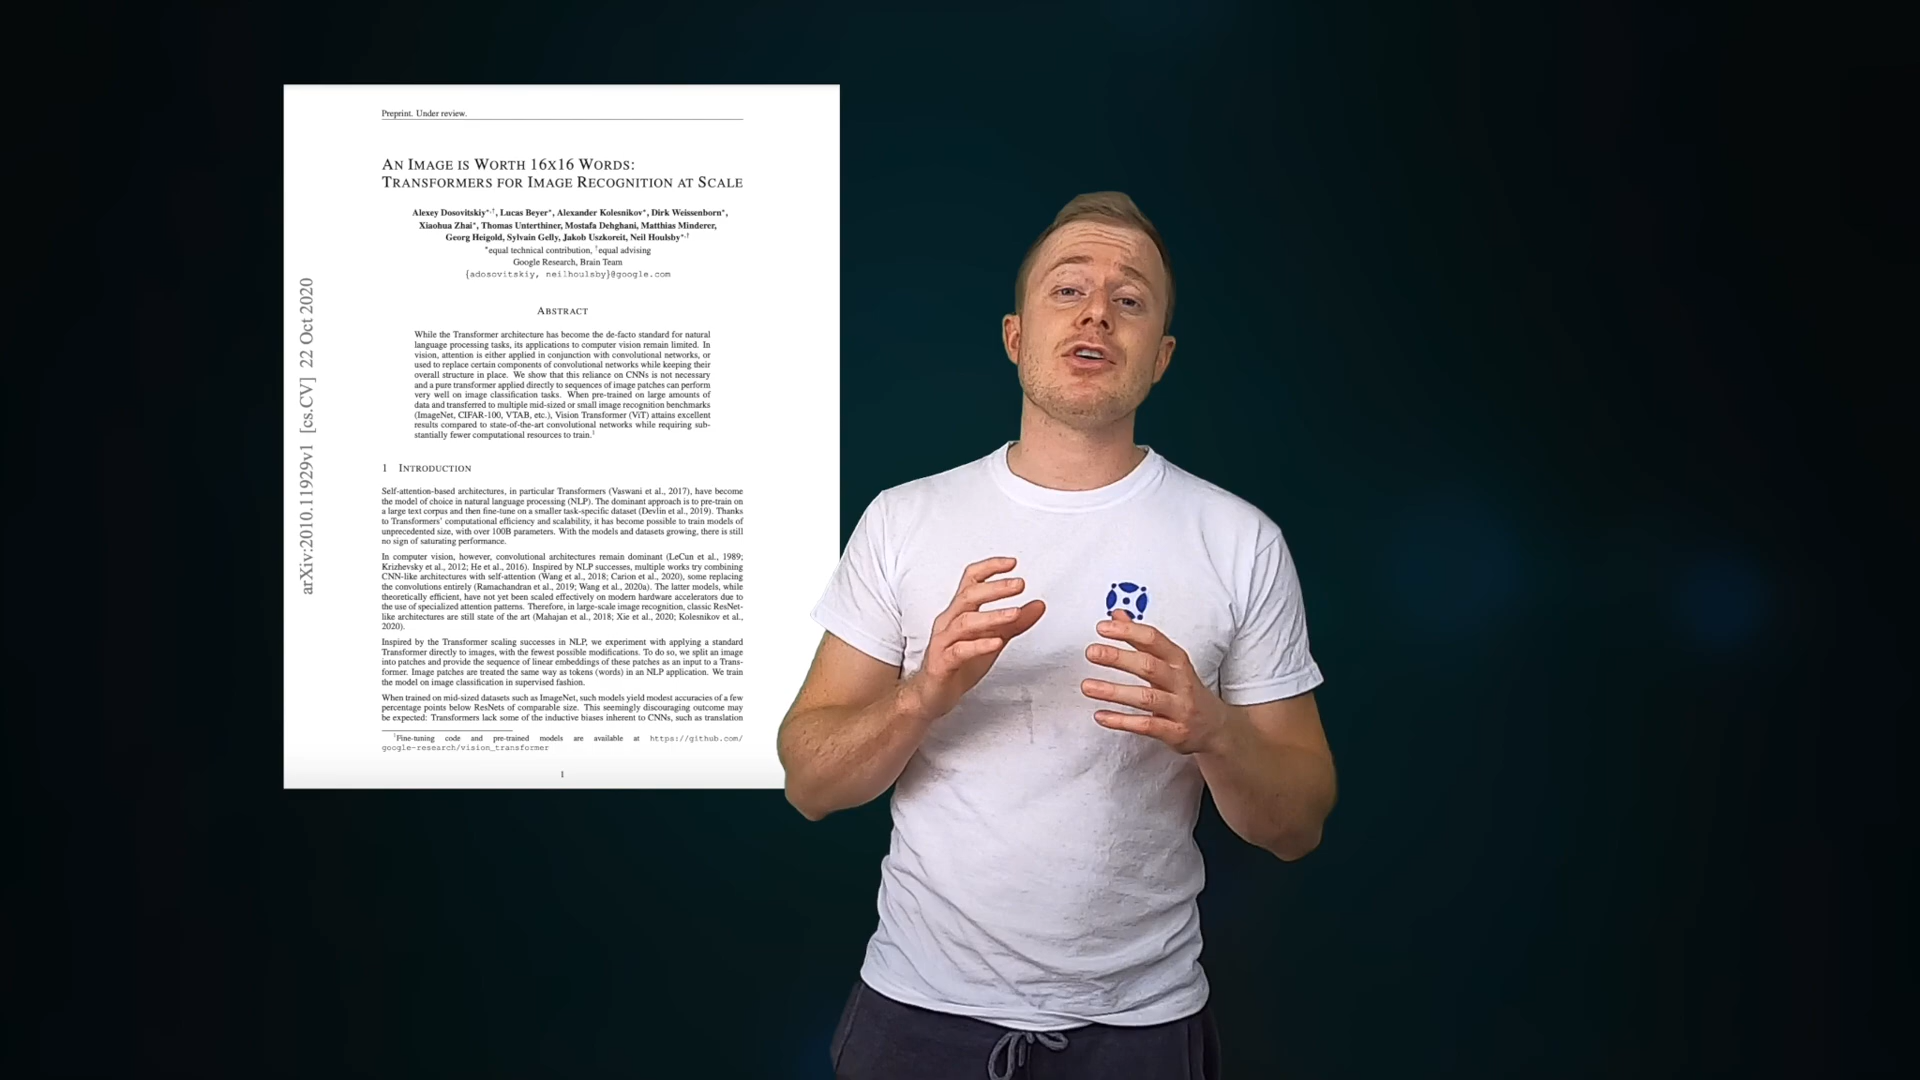 Preprint. Under review.
AN IMAGE IS WORTH 16X16 WORDS:
TRANSFORMERS FOR IMAGE RECOGNITION AT SCALE
Alexey Dosovitskiy*,†, Lucas Beyer*, Alexander Kolesnikov*, Dirk Weissenborn*,
Xiaohua Zhai*, Thomas Unterthiner, Mostafa Dehghani, Matthias Minderer,
Georg Heigold, Sylvain Gelly, Jakob Uszkoreit, Neil Houlsby*,†
*equal technical contribution, †equal advising
Google Research, Brain Team
{adosovitskiy, neilhoulsby}@google.com
ABSTRACT
While the Transformer architecture has become the de-facto standard for natural
language processing tasks, its applications to computer vision remain limited. In
vision, attention is either applied in conjunction with convolutional networks, or
used to replace certain components of convolutional networks while keeping their
overall structure in place. We show that this reliance on CNNs is not necessary
and a pure transformer applied directly to sequences of image patches can perform
very well on image classification tasks. When pre-trained on large amounts of
data and transferred to multiple mid-sized or small image recognition benchmarks
(ImageNet, CIFAR-100, VTAB, etc.), Vision Transformer (ViT) attains excellent
results compared to state-of-the-art convolutional networks while requiring sub-
stantially fewer computational resources to train.1
1 INTRODUCTION
Self-attention-based architectures, in particular Transformers (Vaswani et al., 2017), have become
the model of choice in natural language processing (NLP). The dominant approach is to pre-train on
a large text corpus and then fine-tune on a smaller task-specific dataset (Devlin et al., 2019). Thanks
to Transformers' computational efficiency and scalability, it has become possible to train models of
unprecedented size, with over 100B parameters. With the models and datasets growing, there is still
no sign of saturating performance.
In computer vision, however, convolutional architectures remain dominant (LeCun et al., 1989;
Krizhevsky et al., 2012; He et al., 2016). Inspired by NLP successes, multiple works try combining
CNN-like architectures with self-attention (Wang et al., 2018; Carion et al., 2020), some replacing
the convolutions entirely (Ramachandran et al., 2019; Wang et al., 2020a). The latter models, while
theoretically efficient, have not yet been scaled effectively on modern hardware accelerators due to
the use of specialized attention patterns. Therefore, in large-scale image recognition, classic ResNet-
like architectures are still state of the art (Mahajan et al., 2018; Xie et al., 2020; Kolesnikov et al.,
2020).
Inspired by the Transformer scaling successes in NLP, we experiment with applying a standard
Transformer directly to images, with the fewest possible modifications. To do so, we split an image
into patches and provide the sequence of linear embeddings of these patches as an input to a Trans-
former. Image patches are treated the same way as tokens (words) in an NLP application. We train
the model on image classification in supervised fashion.
When trained on mid-sized datasets such as ImageNet, such models yield modest accuracies of a few
percentage points below ResNets of comparable size. This seemingly discouraging outcome may
be expected: Transformers lack some of the inductive biases inherent to CNNs, such as translation
1Fine-tuning code and pre-trained models are available at https://github.com/
google-research/vision_transformer
1
arXiv:2010.11929v1 [cs.CV] 22 Oct 2020